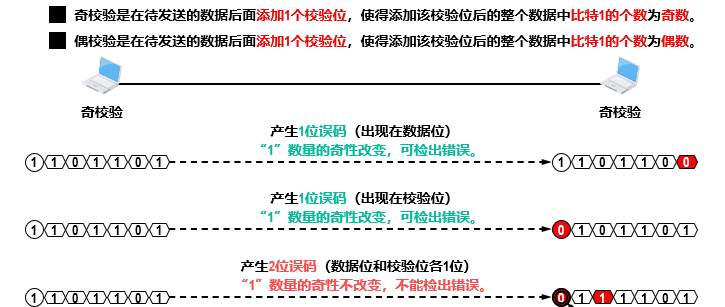 奇校验是在待发送的数据后面添加1个校验位，使得添加该校验位后的整个数据中比特1的个数为奇数。
偶校验是在待发送的数据后面添加1个校验位，使得添加该校验位后的整个数据中比特1的个数为偶数。
奇校验 奇校验
产生1位误码（出现在数据位）
“1”数量的奇性改变，可检出错误。
1 1 0 1 1 0 1 1 1 0 1 1 0 0
产生1位误码（出现在校验位）
“1”数量的奇性改变，可检出错误。
1 1 0 1 1 0 1 0 1 0 1 1 0 1
产生2位误码（数据位和校验位各1位）
“1”数量的奇性不改变，不能检出错误。
1 1 0 1 1 0 1 0 1 1 1 1 0 1